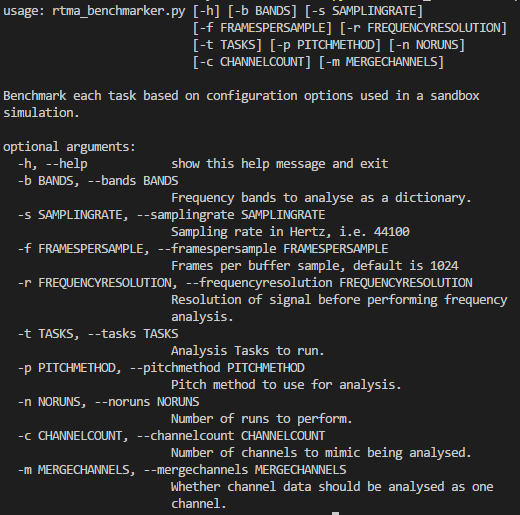 usage: rtma_benchmarker.py [-h] [-b BANDS] [-s SAMPLINGRATE]
[-f FRAMESPERSAMPLE] [-r FREQUENCYRESOLUTION]
[-t TASKS] [-p PITCHMETHOD] [-n NORUNS]
[-c CHANNELCOUNT] [-m MERGECHANNELS]
Benchmark each task based on configuration options used in a sandbox
simulation.
optional arguments:
-h, --help show this help message and exit
-b BANDS, --bands BANDS
Frequency bands to analyse as a dictionary.
-s SAMPLINGRATE, --samplingrate SAMPLINGRATE
Sampling rate in Hertz, i.e. 44100
-f FRAMESPERSAMPLE, --framespersample FRAMESPERSAMPLE
Frames per buffer sample, default is 1024
-r FREQUENCYRESOLUTION, --frequencyresolution FREQUENCYRESOLUTION
Resolution of signal before performing frequency
analysis.
-t TASKS, --tasks TASKS
Analysis Tasks to run.
-p PITCHMETHOD, --pitchmethod PITCHMETHOD
Pitch method to use for analysis.
-n NORUNS, --noruns NORUNS
Number of runs to perform.
-c CHANNELCOUNT, --channelcount CHANNELCOUNT
Number of channels to mimic being analysed.
-m MERGECHANNELS, --mergechannels MERGECHANNELS
Whether channel data should be analysed as one
channel.